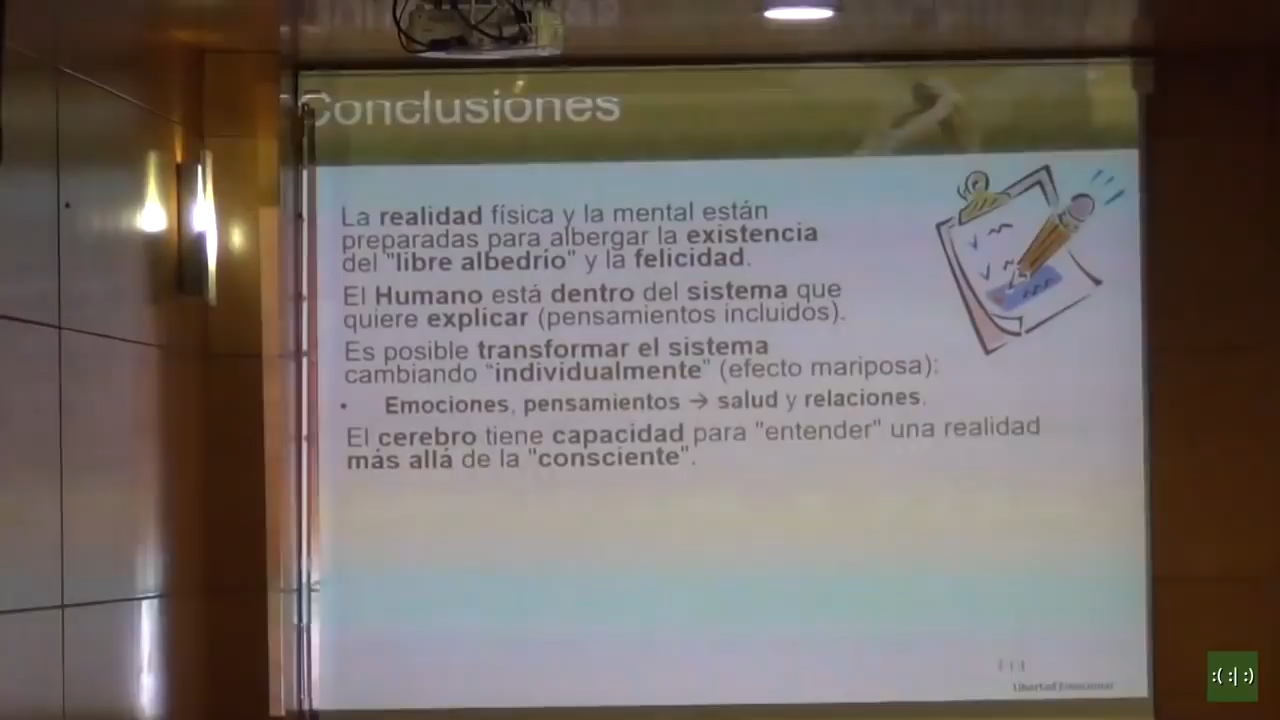 Conclusiones
La realidad física y la mental están
preparadas para albergar la existencia
del "libre albedrío" y la felicidad.
El Humano está dentro del sistema que
quiere explicar (pensamientos incluidos).
Es posible transformar el sistema
cambiando "individualmente" (efecto mariposa):
• Emociones, pensamientos → salud y relaciones.
El cerebro tiene capacidad para "entender" una realidad
más allá de la "consciente".
Libertad Emocional
:( :| :)